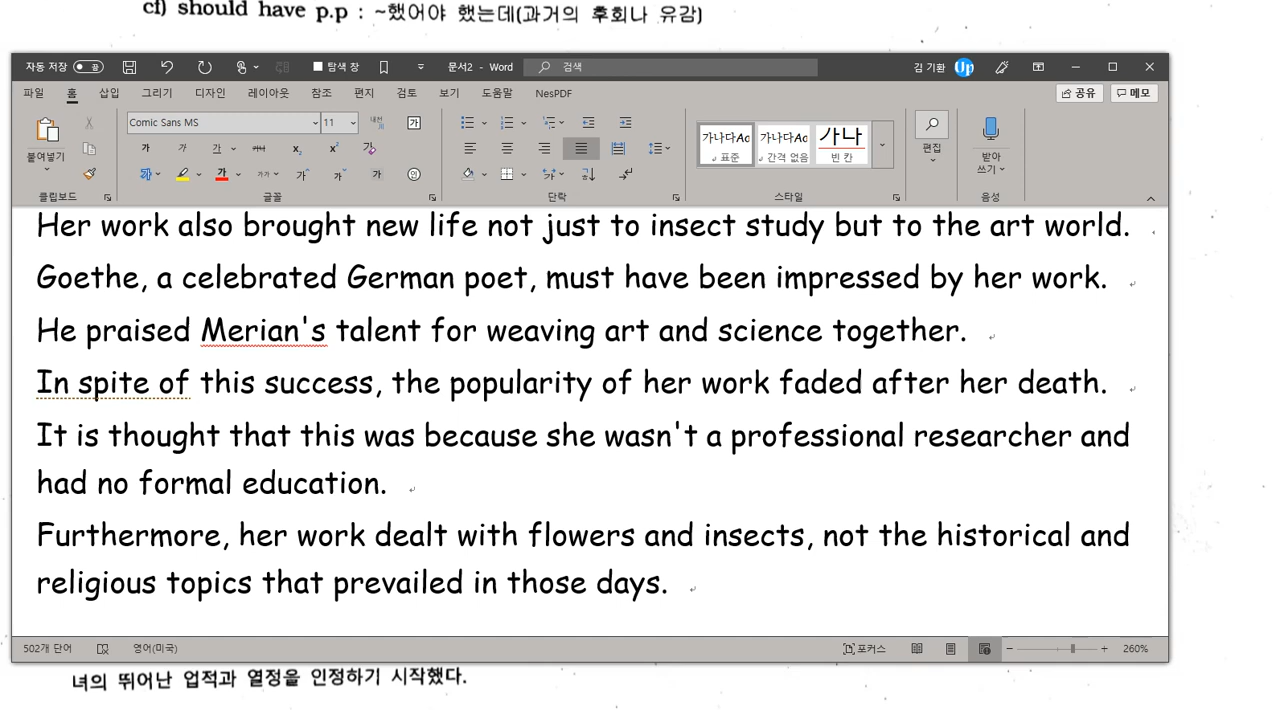 cf) should have p.p : ~했어야 했는데(과거의 후회나 유감)
자동 저장 끔 탐색 창 문서2 - Word 검색 김 기환 Up
파일 홈 삽입 그리기 디자인 레이아웃 참조 편지 검토 보기 도움말 NesPDF 공유 메모
Comic Sans MS 11
가나다Aa 가나다Aa 가나
표준 간격 없음 빈 칸
붙여넣기 편집 받아쓰기
클립보드 글꼴 단락 스타일 음성
Her work also brought new life not just to insect study but to the art world.
Goethe, a celebrated German poet, must have been impressed by her work.
He praised Merian's talent for weaving art and science together.
In spite of this success, the popularity of her work faded after her death.
It is thought that this was because she wasn't a professional researcher and
had no formal education.
Furthermore, her work dealt with flowers and insects, not the historical and
religious topics that prevailed in those days.
502개 단어 영어(미국) 포커스 260%
녀의 뛰어난 업적과 열정을 인정하기 시작했다.